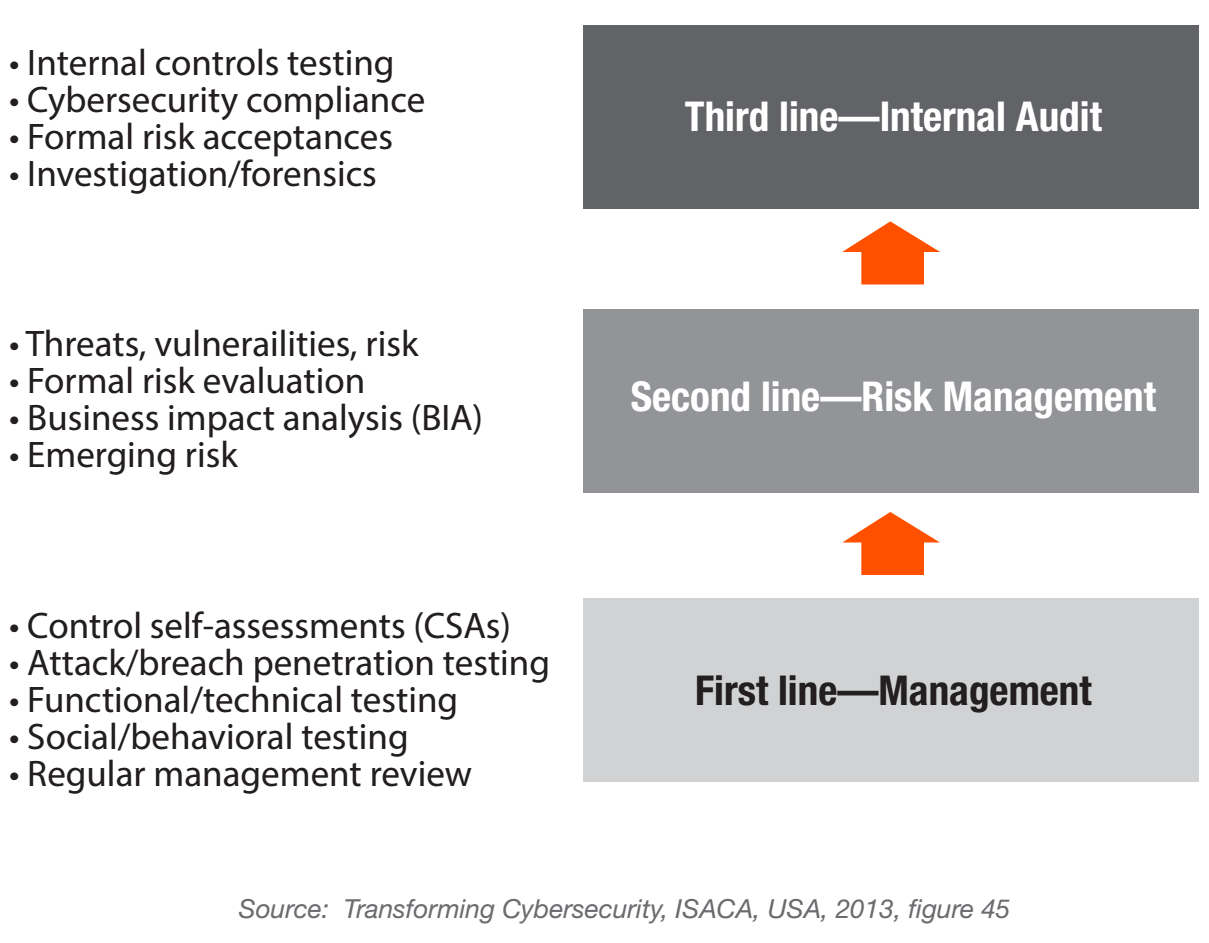 • Internal controls testing
• Cybersecurity compliance
• Formal risk acceptances
• Investigation/forensics
Third line—Internal Audit
• Threats, vulnerailities, risk
• Formal risk evaluation
• Business impact analysis (BIA)
• Emerging risk
Second line—Risk Management
• Control self-assessments (CSAs)
• Attack/breach penetration testing
• Functional/technical testing
• Social/behavioral testing
• Regular management review
First line—Management
Source: Transforming Cybersecurity, ISACA, USA, 2013, figure 45